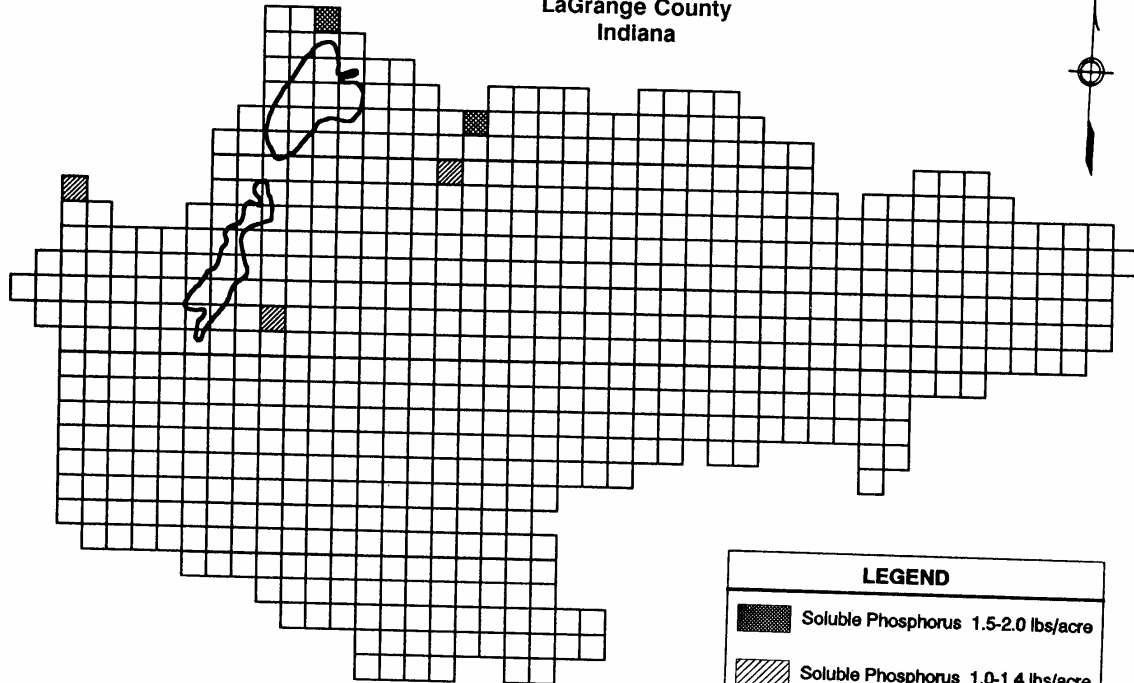 LaGrange County
Indiana
LEGEND
Soluble Phosphorus 1.5-2.0 lbs/acre
Soluble Phosphorus 1.0-1.4 lbs/acre